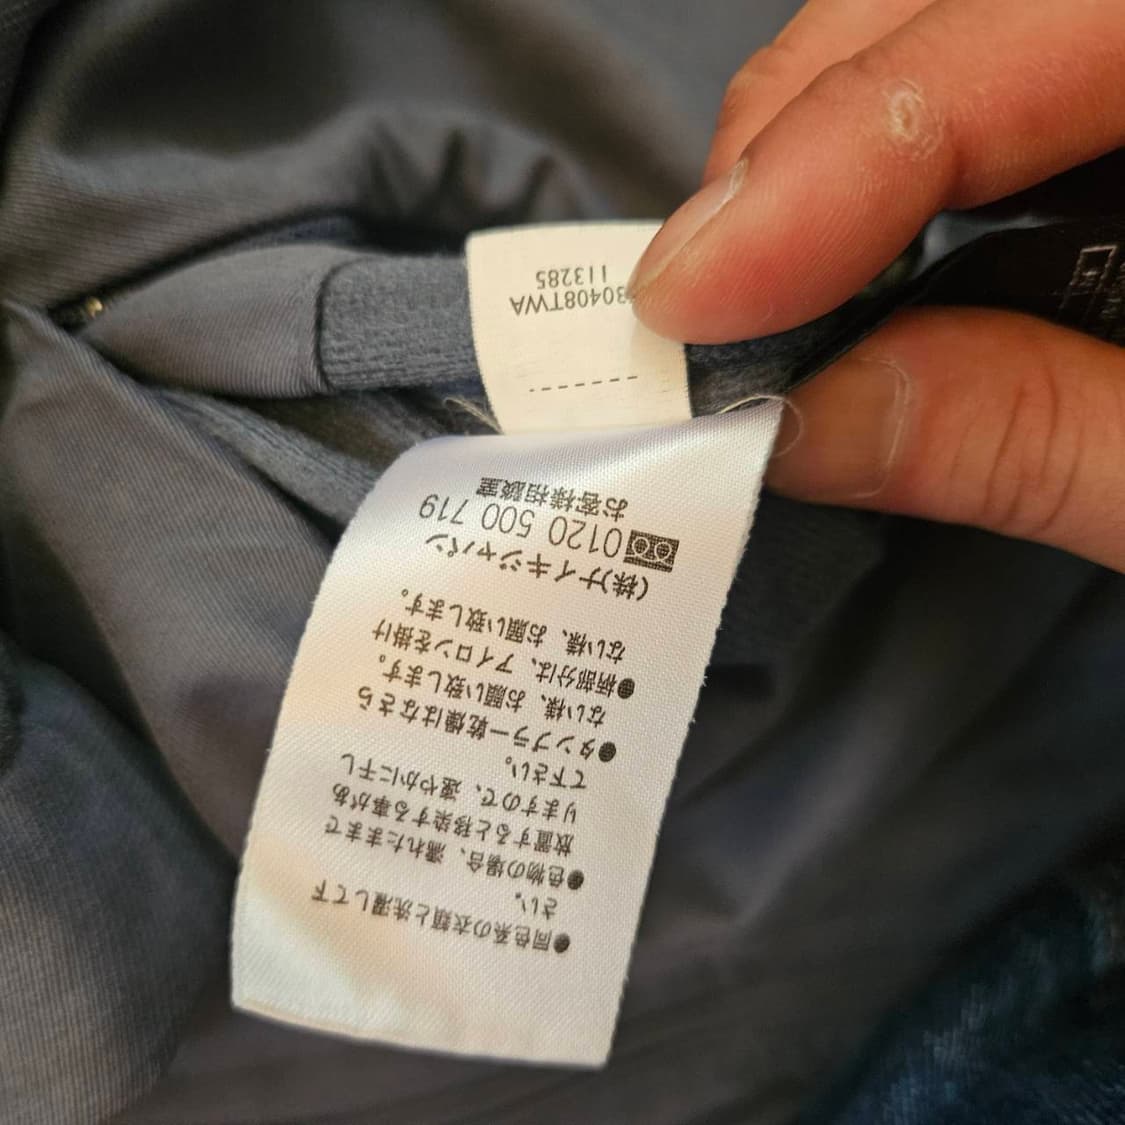 ●同色系の衣類と洗濯して下
さい。
●色物の場合、濡れたままで
放置すると移染する事があ
りますので、速やかに干し
て下さい。
●タンブラー乾燥はなさら
ない様、お願い致します。
●柄部分は、アイロンを掛け
ない様、お願い致します。
(株)ナイキジャパン
0120 500 719
お客様相談室
30408TWA
113285